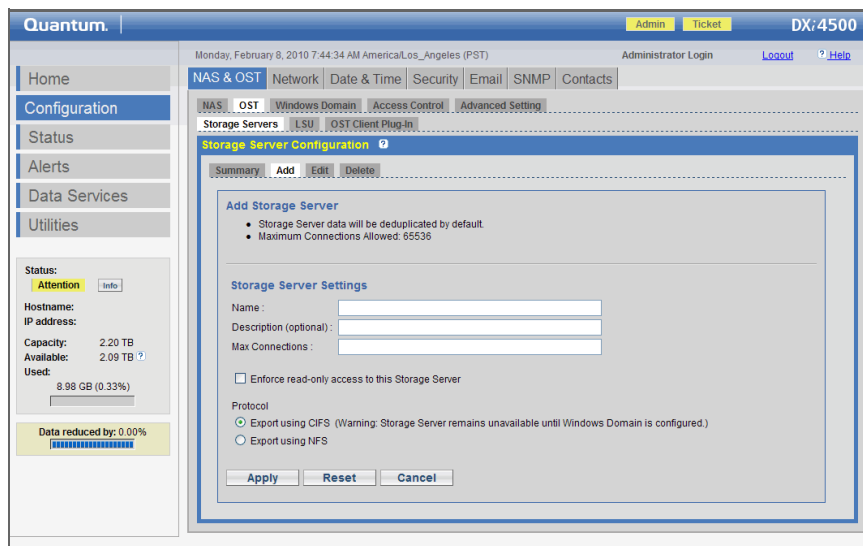 Quantum.
Admin Ticket
DXi4500
Monday, February 8, 2010 7:44:34 AM America/Los_Angeles (PST)
Administrator Login
Logout
? Help
Home
Configuration
Status
Alerts
Data Services
Utilities
NAS & OST Network Date & Time Security Email SNMP Contacts
NAS OST Windows Domain Access Control Advanced Setting
Storage Servers LSU OST Client Plug-In
Storage Server Configuration ?
Summary Add Edit Delete
Add Storage Server
• Storage Server data will be deduplicated by default.
• Maximum Connections Allowed: 65536
Storage Server Settings
Name :
Description (optional) :
Max Connections :
Enforce read-only access to this Storage Server
Protocol
Export using CIFS (Warning: Storage Server remains unavailable until Windows Domain is configured.)
Export using NFS
Apply Reset Cancel
Status:
Attention Info
Hostname:
IP address:
Capacity: 2.20 TB
Available: 2.09 TB ?
Used:
8.98 GB (0.33%)
Data reduced by: 0.00%